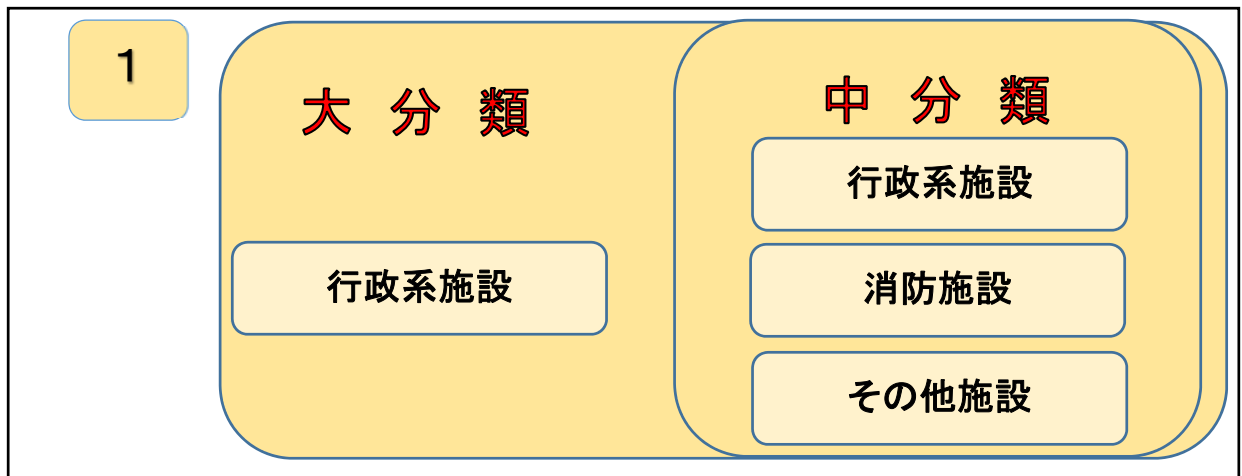 1
大分類
中分類
行政系施設
行政系施設
消防施設
その他施設